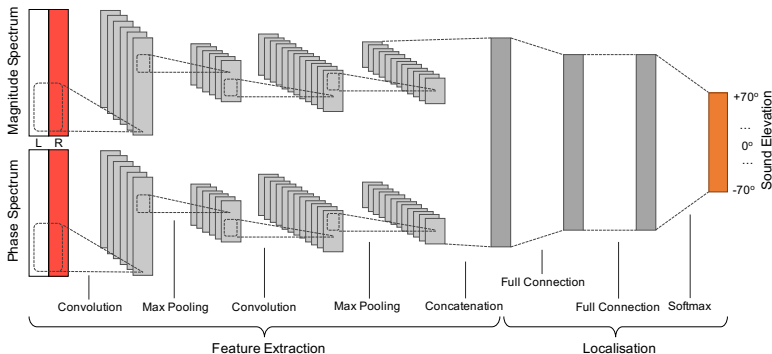 Magnitude Spectrum
L R
Phase Spectrum
+70º
...
0º
...
-70º
Sound Elevation
Full Connection
Convolution
Max Pooling
Convolution
Max Pooling
Concatenation
Full Connection
Softmax
Feature Extraction
Localisation